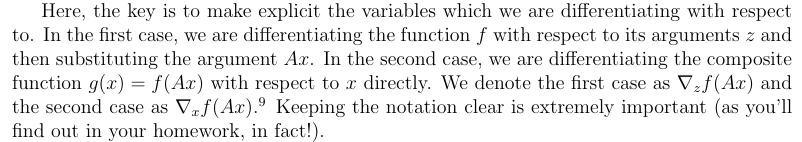 Here, the key is to make explicit the variables which we are differentiating with respect
to. In the first case, we are differentiating the function f with respect to its arguments z and
then substituting the argument Ax. In the second case, we are differentiating the composite
function g(x) = f(Ax) with respect to x directly. We denote the first case as ∇_z f(Ax) and
the second case as ∇_x f(Ax).⁹ Keeping the notation clear is extremely important (as you'll
find out in your homework, in fact!).